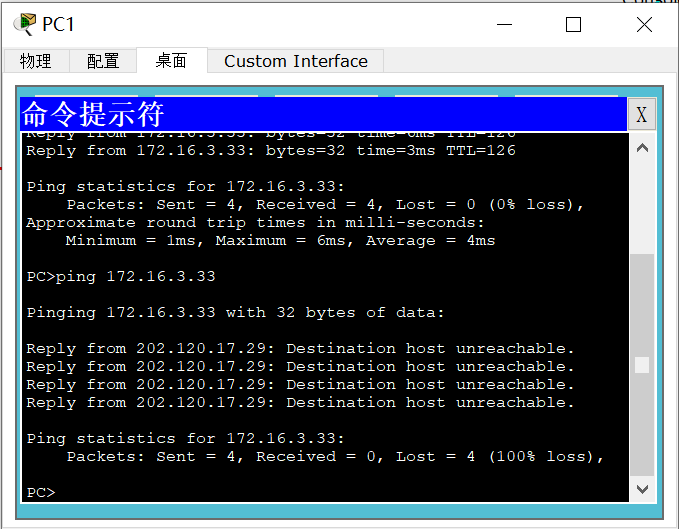 PC1
物理 配置 桌面 Custom Interface
命令提示符 X
Reply from 172.16.3.33: bytes=32 time=6ms TTL=126
Reply from 172.16.3.33: bytes=32 time=3ms TTL=126
Ping statistics for 172.16.3.33:
Packets: Sent = 4, Received = 4, Lost = 0 (0% loss),
Approximate round trip times in milli-seconds:
Minimum = 1ms, Maximum = 6ms, Average = 4ms
PC>ping 172.16.3.33
Pinging 172.16.3.33 with 32 bytes of data:
Reply from 202.120.17.29: Destination host unreachable.
Reply from 202.120.17.29: Destination host unreachable.
Reply from 202.120.17.29: Destination host unreachable.
Reply from 202.120.17.29: Destination host unreachable.
Ping statistics for 172.16.3.33:
Packets: Sent = 4, Received = 0, Lost = 4 (100% loss),
PC>